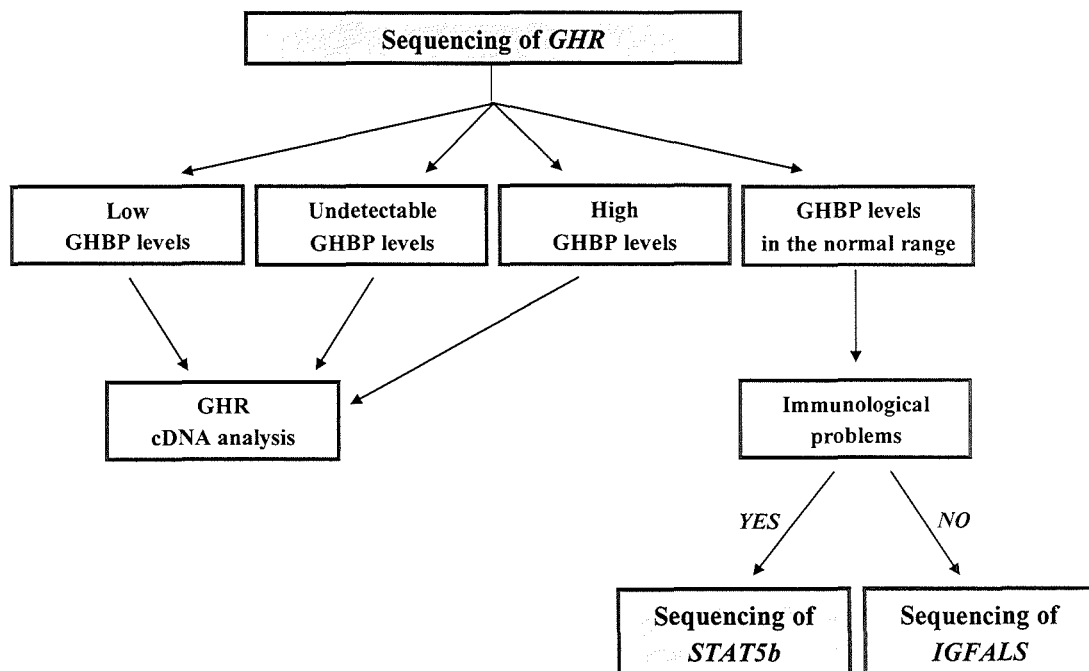 Sequencing of GHR
Low
GHBP levels
Undetectable
GHBP levels
High
GHBP levels
GHBP levels
in the normal range
GHR
cDNA analysis
Immunological
problems
YES
NO
Sequencing of
STAT5b
Sequencing of
IGFALS